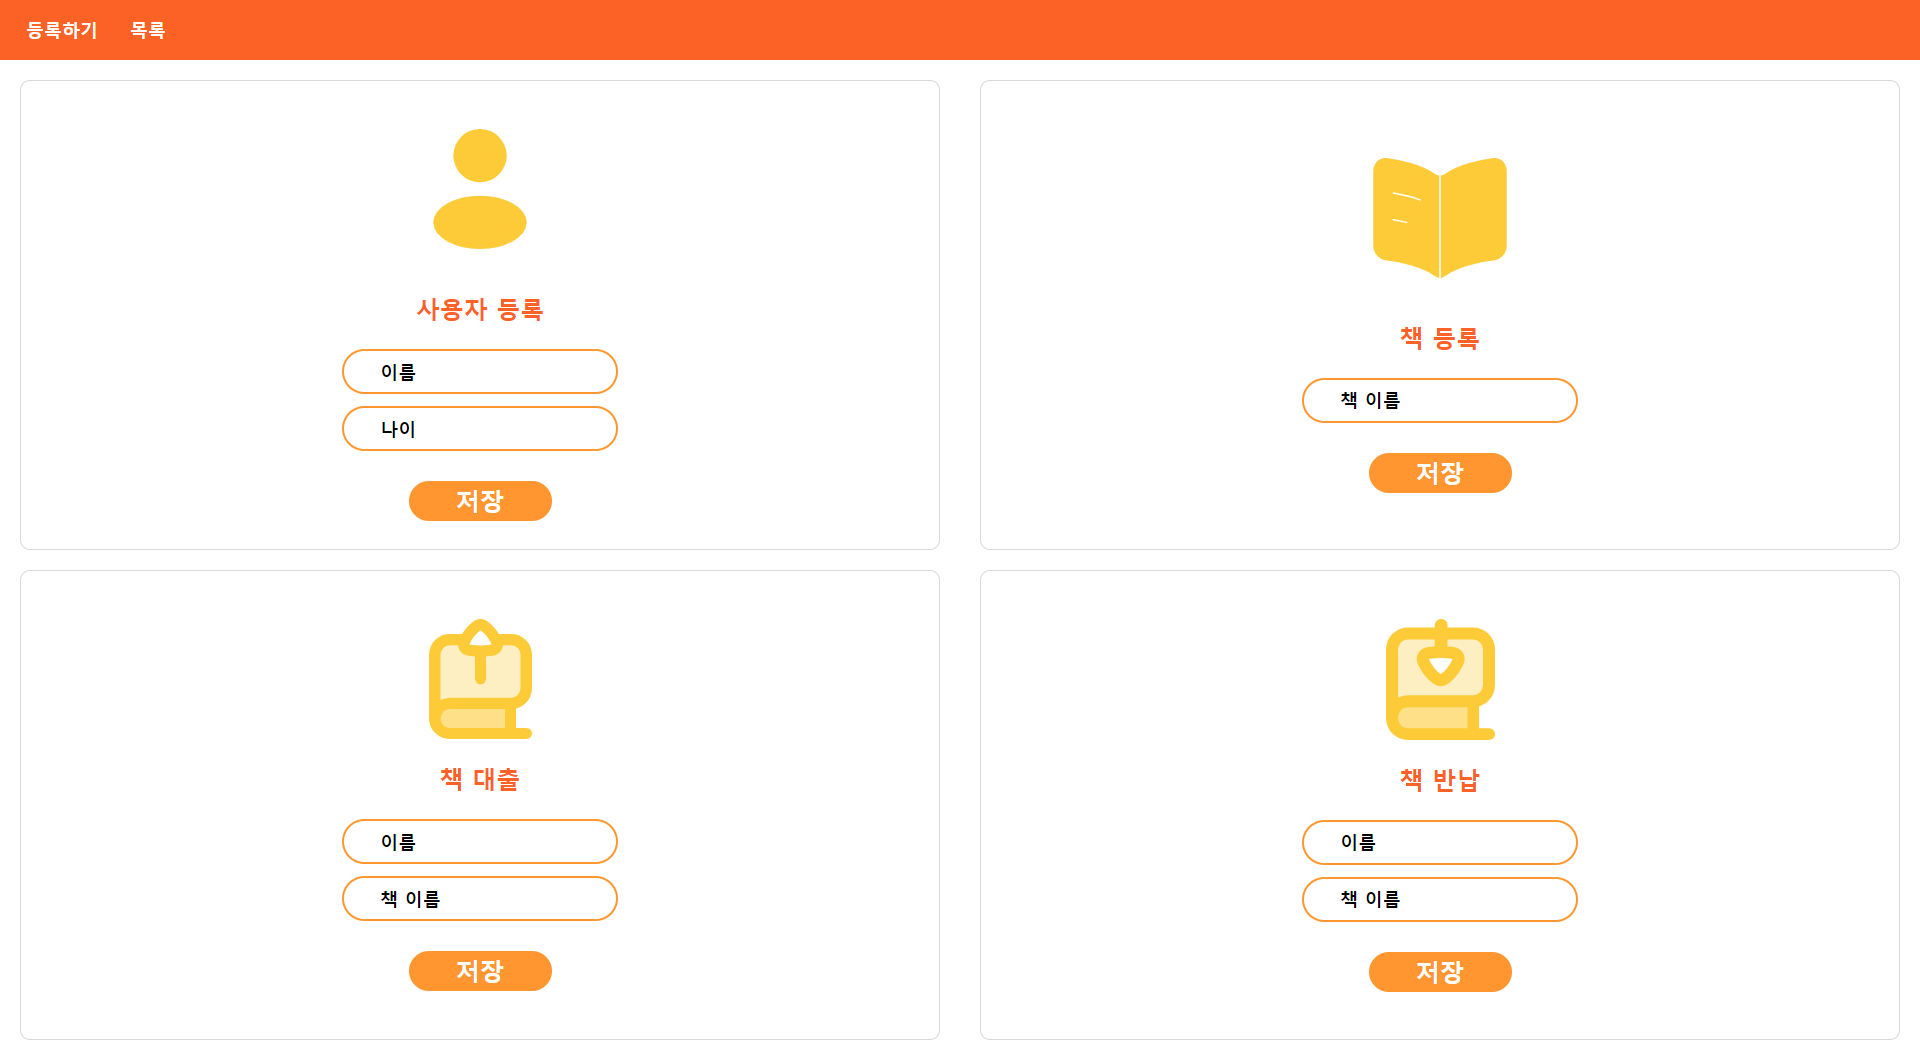 등록하기 목록
사용자 등록
이름
나이
저장
책 등록
책 이름
저장
책 대출
이름
책 이름
저장
책 반납
이름
책 이름
저장